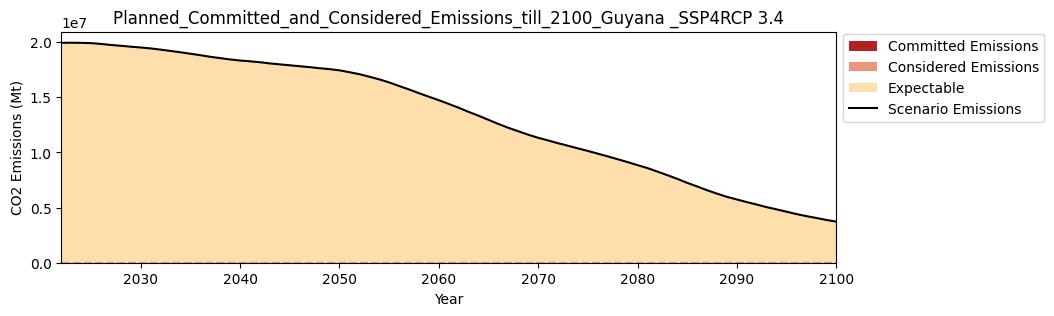 Planned_Committed_and_Considered_Emissions_till_2100_Guyana _SSP4RCP 3.4
1e7
2.0
1.5
1.0
0.5
0.0
CO2 Emissions (Mt)
2030 2040 2050 2060 2070 2080 2090 2100
Year
Committed Emissions
Considered Emissions
Expectable
Scenario Emissions